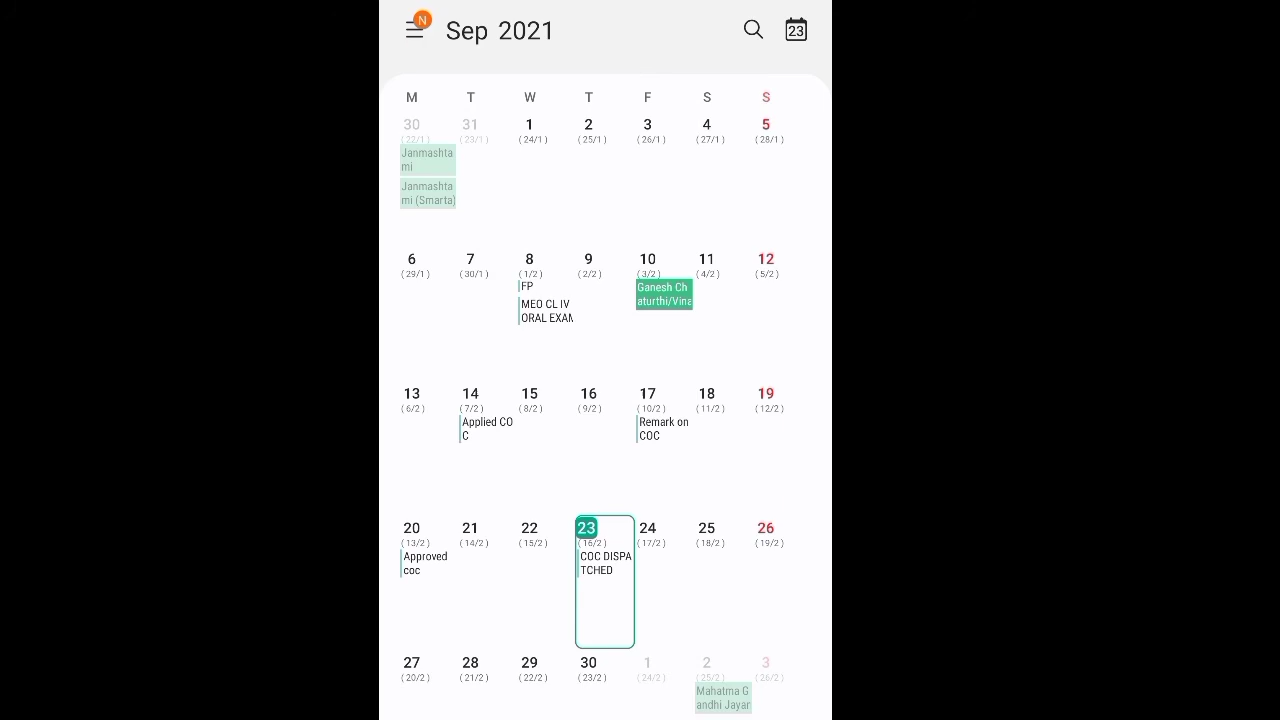 N
Sep 2021
23
M T W T F S S
30 31 1 2 3 4 5
(22/1) (23/1) (24/1) (25/1) (26/1) (27/1) (28/1)
Janmashta
mi
Janmashta
mi (Smarta)
6 7 8 9 10 11 12
(29/1) (30/1) (1/2) (2/2) (3/2) (4/2) (5/2)
FP
MEO CL IV
ORAL EXAM
Ganesh Ch
aturthi/Vina
13 14 15 16 17 18 19
(6/2) (7/2) (8/2) (9/2) (10/2) (11/2) (12/2)
Applied CO
C
Remark on
COC
20 21 22 23 24 25 26
(13/2) (14/2) (15/2) (16/2) (17/2) (18/2) (19/2)
Approved
coc
COC DISPA
TCHED
27 28 29 30 1 2 3
(20/2) (21/2) (22/2) (23/2) (24/2) (25/2) (26/2)
Mahatma G
andhi Jayan